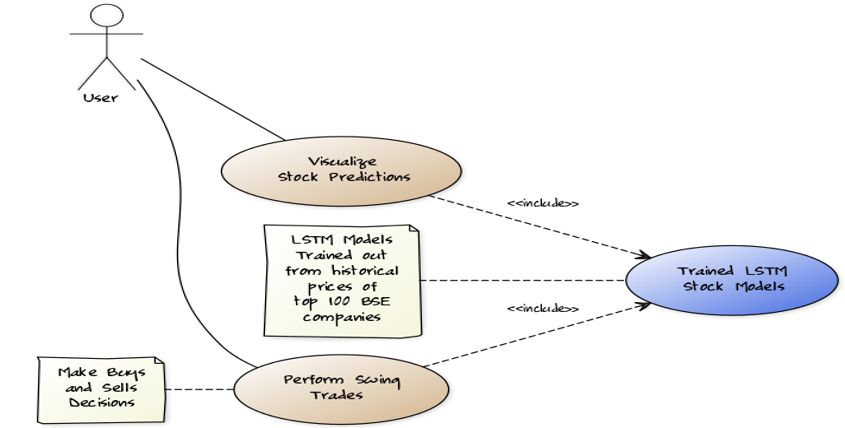 User
Visualize
Stock Predictions
<<include>>
LSTM Models
Trained out
from historical
prices of
top 100 BSE
companies
Trained LSTM
Stock Models
<<include>>
Make Buys
and Sells
Decisions
Perform Swing
Trades